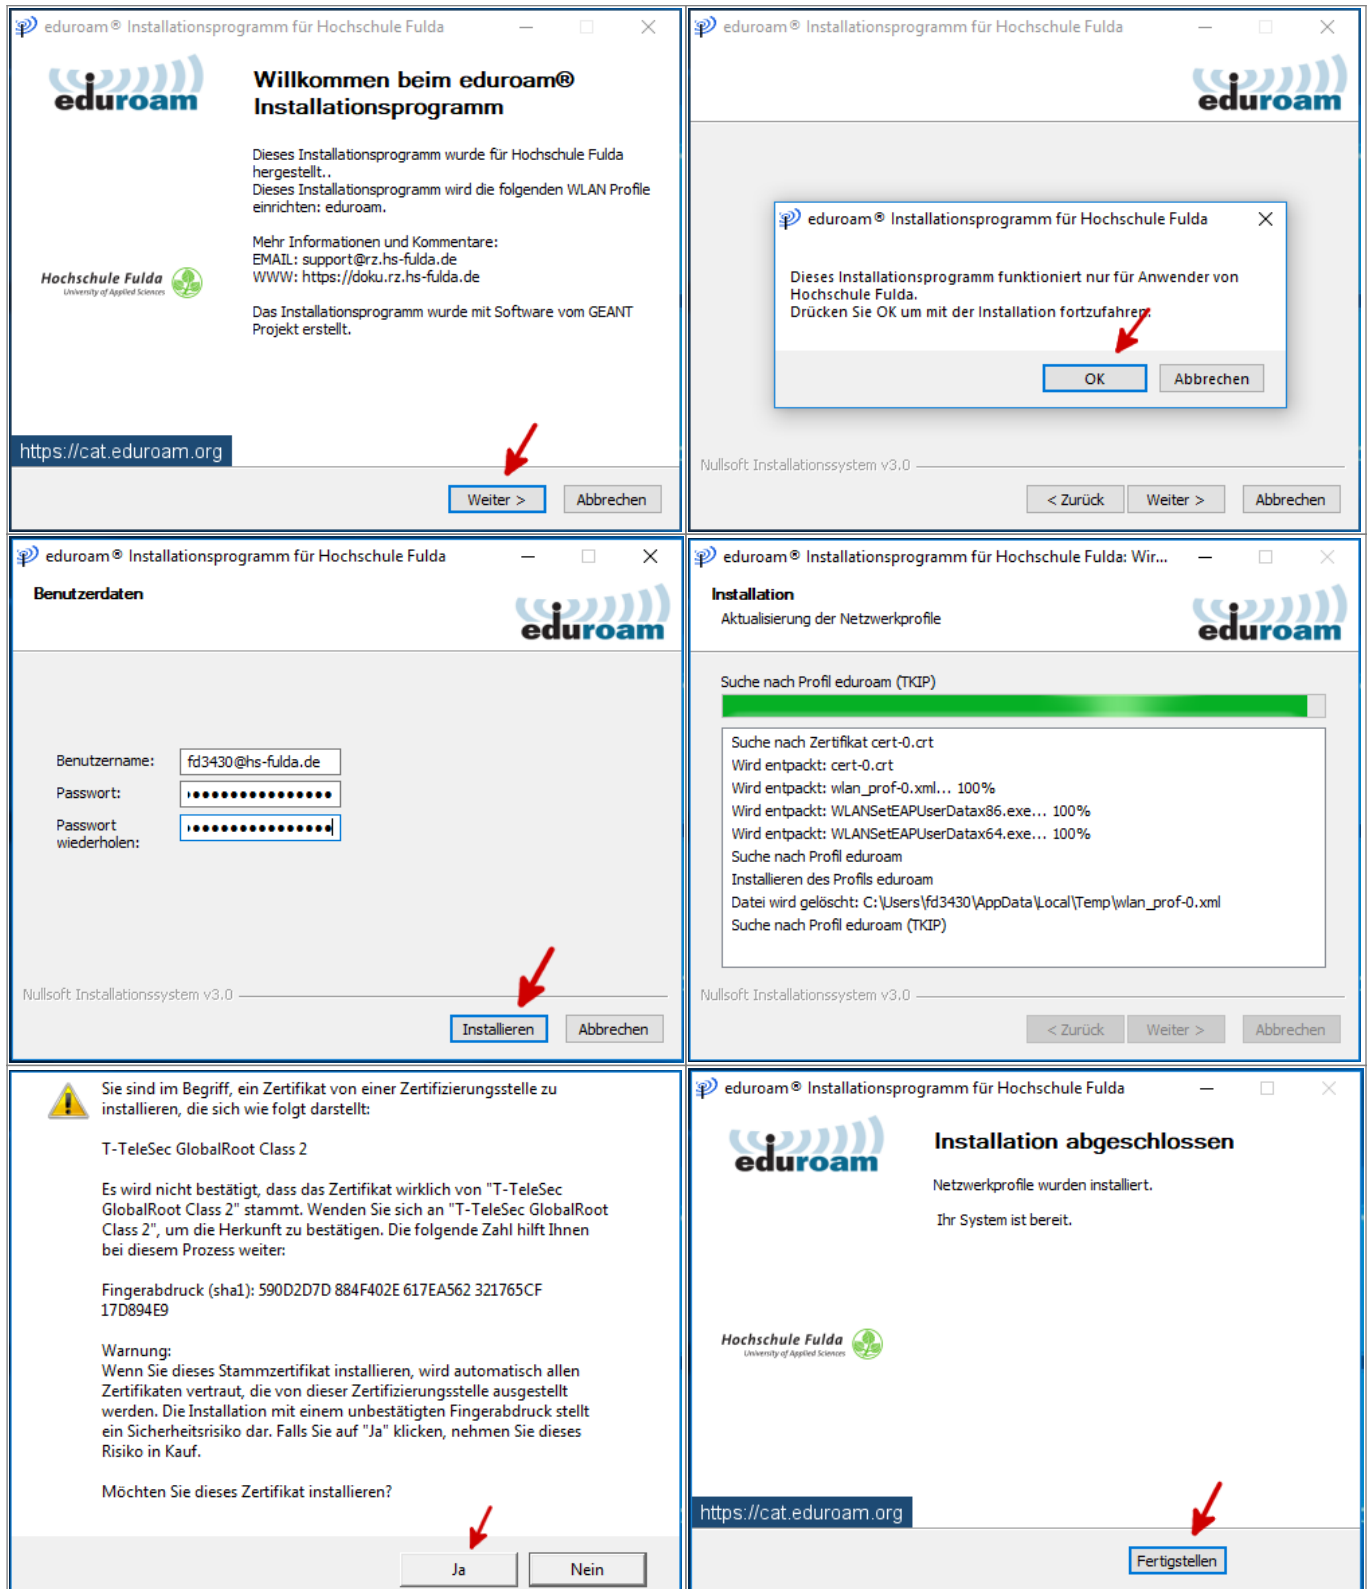 eduroam® Installationsprogramm für Hochschule Fulda
eduroam
Willkommen beim eduroam®
Installationsprogramm
Dieses Installationsprogramm wurde für Hochschule Fulda
hergestellt..
Dieses Installationsprogramm wird die folgenden WLAN Profile
einrichten: eduroam.
Mehr Informationen und Kommentare:
EMAIL: support@rz.hs-fulda.de
WWW: https://doku.rz.hs-fulda.de
Hochschule Fulda
University of Applied Sciences
Das Installationsprogramm wurde mit Software vom GEANT
Projekt erstellt.
https://cat.eduroam.org
Weiter >
Abbrechen
eduroam® Installationsprogramm für Hochschule Fulda
eduroam
eduroam® Installationsprogramm für Hochschule Fulda
Dieses Installationsprogramm funktioniert nur für Anwender von
Hochschule Fulda.
Drücken Sie OK um mit der Installation fortzufahren.
OK
Abbrechen
Nullsoft Installationssystem v3.0
< Zurück
Weiter >
Abbrechen
eduroam® Installationsprogramm für Hochschule Fulda
Benutzerdaten
eduroam
Benutzername:
fd3430@hs-fulda.de
Passwort:
Passwort
wiederholen:
Nullsoft Installationssystem v3.0
Installieren
Abbrechen
eduroam® Installationsprogramm für Hochschule Fulda: Wir...
Installation
Aktualisierung der Netzwerkprofile
eduroam
Suche nach Profil eduroam (TKIP)
Suche nach Zertifikat cert-0.crt
Wird entpackt: cert-0.crt
Wird entpackt: wlan_prof-0.xml... 100%
Wird entpackt: WLANSetEAPUserDatax86.exe... 100%
Wird entpackt: WLANSetEAPUserDatax64.exe... 100%
Suche nach Profil eduroam
Installieren des Profils eduroam
Datei wird gelöscht: C:\Users\fd3430\AppData\Local\Temp\wlan_prof-0.xml
Suche nach Profil eduroam (TKIP)
Nullsoft Installationssystem v3.0
< Zurück
Weiter >
Abbrechen
Sie sind im Begriff, ein Zertifikat von einer Zertifizierungsstelle zu
installieren, die sich wie folgt darstellt:
T-TeleSec GlobalRoot Class 2
Es wird nicht bestätigt, dass das Zertifikat wirklich von "T-TeleSec
GlobalRoot Class 2" stammt. Wenden Sie sich an "T-TeleSec GlobalRoot
Class 2", um die Herkunft zu bestätigen. Die folgende Zahl hilft Ihnen
bei diesem Prozess weiter:
Fingerabdruck (sha1): 590D2D7D 884F402E 617EA562 321765CF
17D894E9
Warnung:
Wenn Sie dieses Stammzertifikat installieren, wird automatisch allen
Zertifikaten vertraut, die von dieser Zertifizierungsstelle ausgestellt
werden. Die Installation mit einem unbestätigten Fingerabdruck stellt
ein Sicherheitsrisiko dar. Falls Sie auf "Ja" klicken, nehmen Sie dieses
Risiko in Kauf.
Möchten Sie dieses Zertifikat installieren?
Ja
Nein
eduroam® Installationsprogramm für Hochschule Fulda
eduroam
Installation abgeschlossen
Netzwerkprofile wurden installiert.
Ihr System ist bereit.
Hochschule Fulda
University of Applied Sciences
https://cat.eduroam.org
Fertigstellen